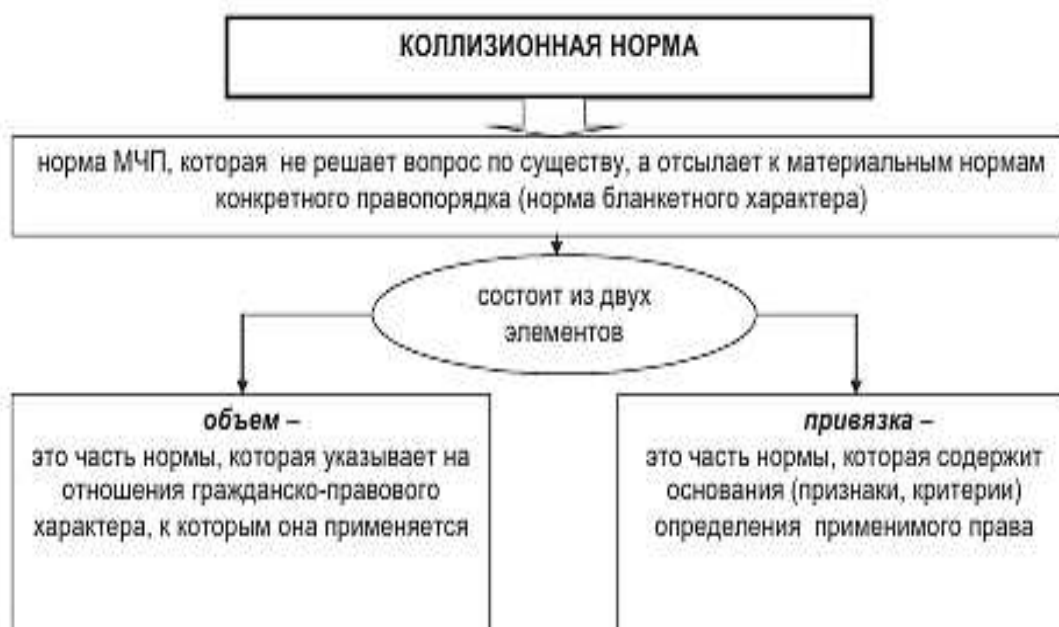 КОЛЛИЗИОННАЯ НОРМА
норма МЧП, которая не решает вопрос по существу, а отсылает к материальным нормам
конкретного правопорядка (норма бланкетного характера)
состоит из двух
элементов
объем –
это часть нормы, которая указывает на
отношения гражданско-правового
характера, к которым она применяется
привязка –
это часть нормы, которая содержит
основания (признаки, критерии)
определения применимого права